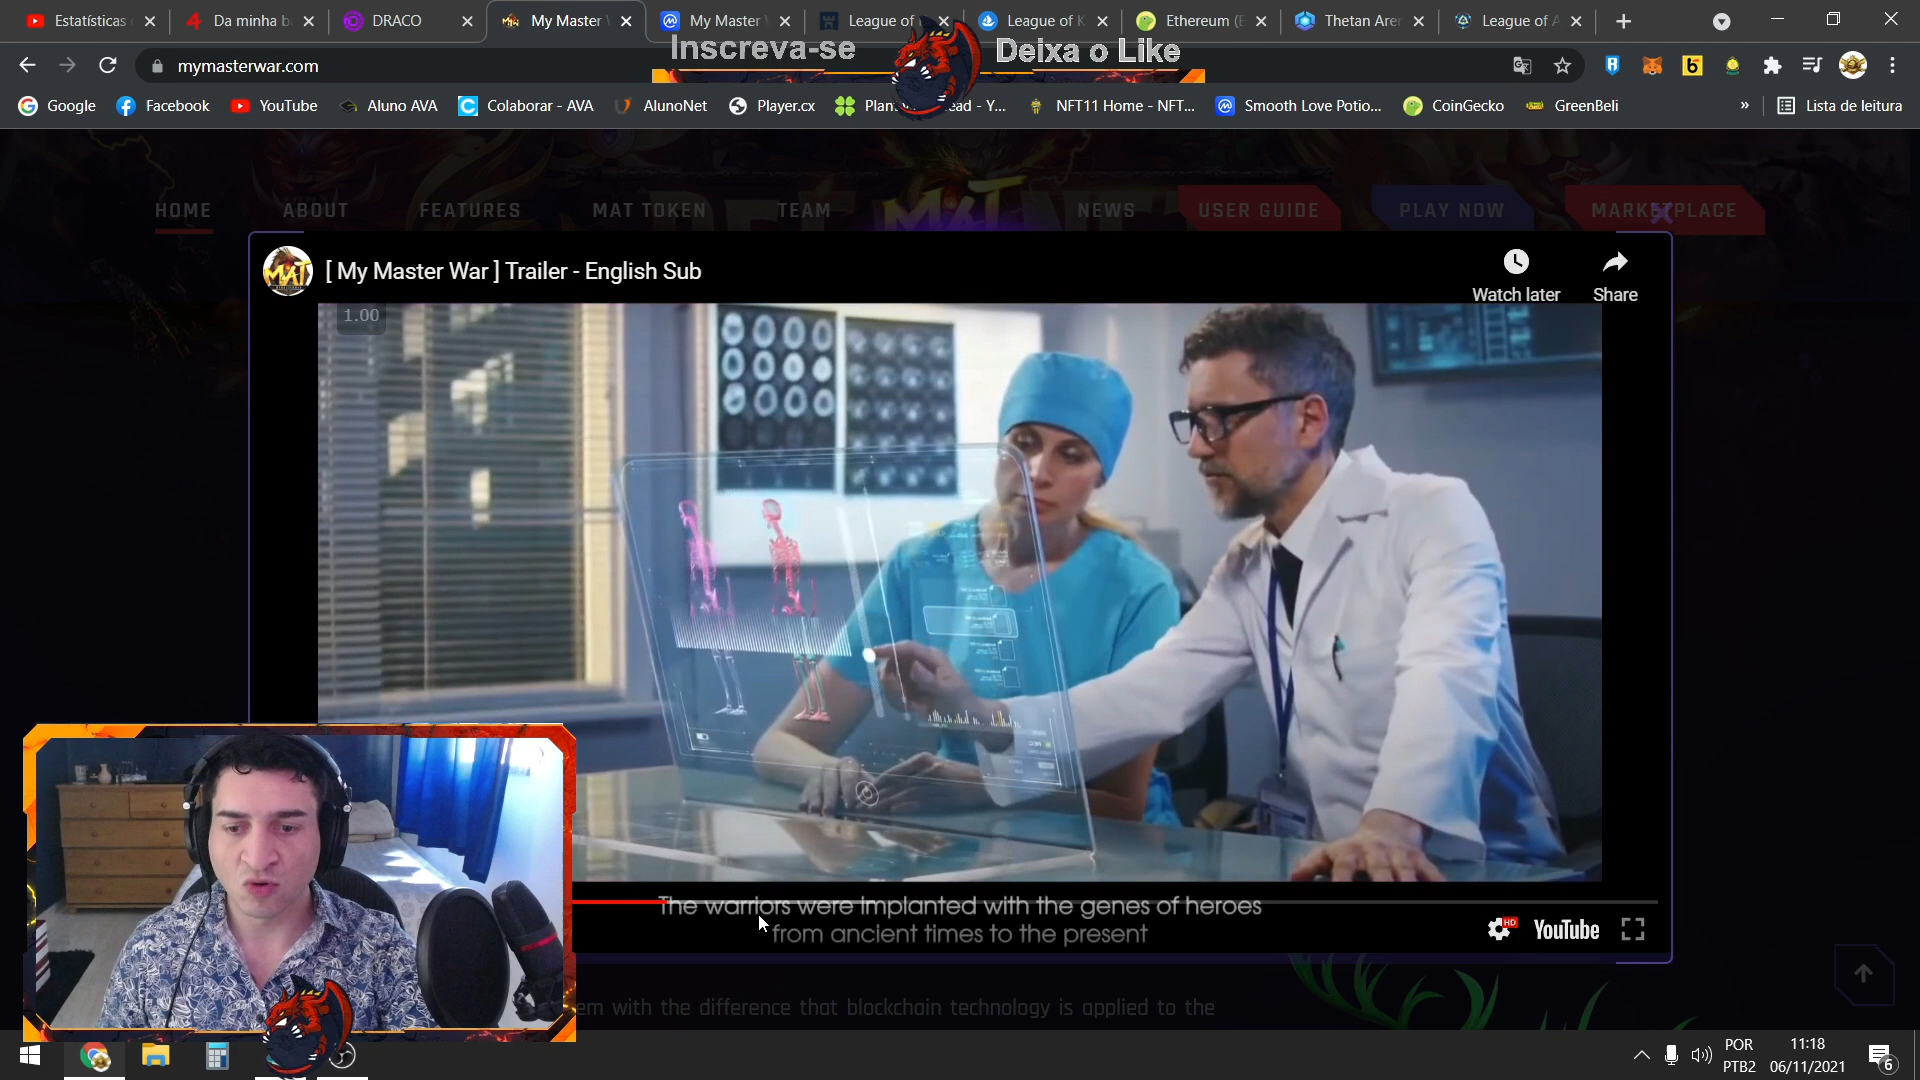 Estatísticas
Da minha b
DRACO
My Master
My Master
League of
League of K
Ethereum (E
Thetan Aren
League of A
Inscreva-se
Deixa o Like
mymasterwar.com
Google
Facebook
YouTube
Aluno AVA
Colaborar - AVA
AlunoNet
Player.cx
NFT11 Home - NFT...
Smooth Love Potio...
CoinGecko
GreenBeli
»
Lista de leitura
HOME
ABOUT
FEATURES
MAT TOKEN
TEAM
MAT
NEWS
USER GUIDE
PLAY NOW
MARKETPLACE
MAT
[ My Master War ] Trailer - English Sub
Watch later
Share
1.00
The warriors were implanted with the genes of heroes
from ancient times to the present
HD
YouTube
em with the difference that blockchain technology is applied to the
POR
PTB2
11:18
06/11/2021
6